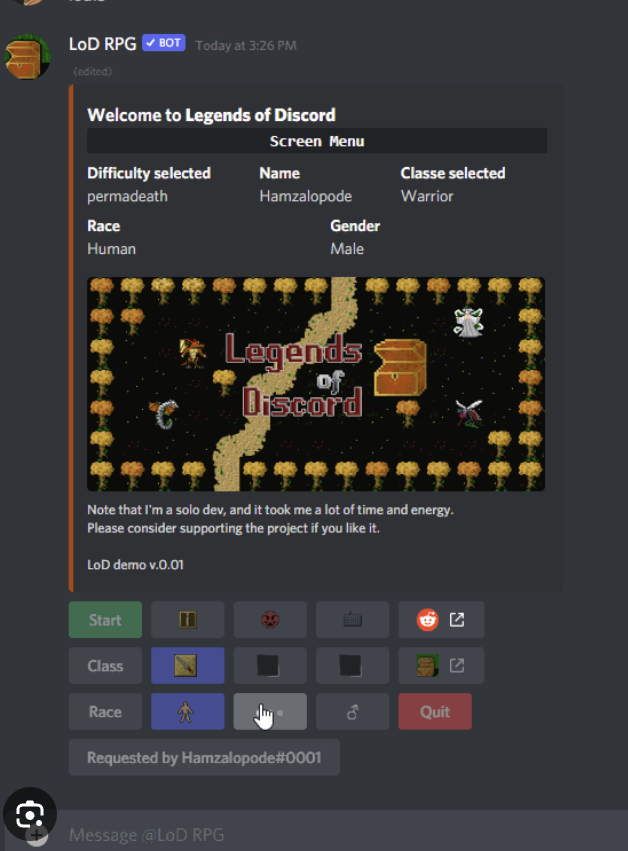 LoD RPG ✓ BOT Today at 3:26 PM
(edited)
Welcome to Legends of Discord
Screen Menu
Difficulty selected Name Classe selected
permadeath Hamzalopode Warrior
Race Gender
Human Male
Legends
of
Discord
Note that I'm a solo dev, and it took me a lot of time and energy.
Please consider supporting the project if you like it.
LoD demo v.0.01
Start
Class
Race Quit
Requested by Hamzalopode#0001
Message @LoD RPG